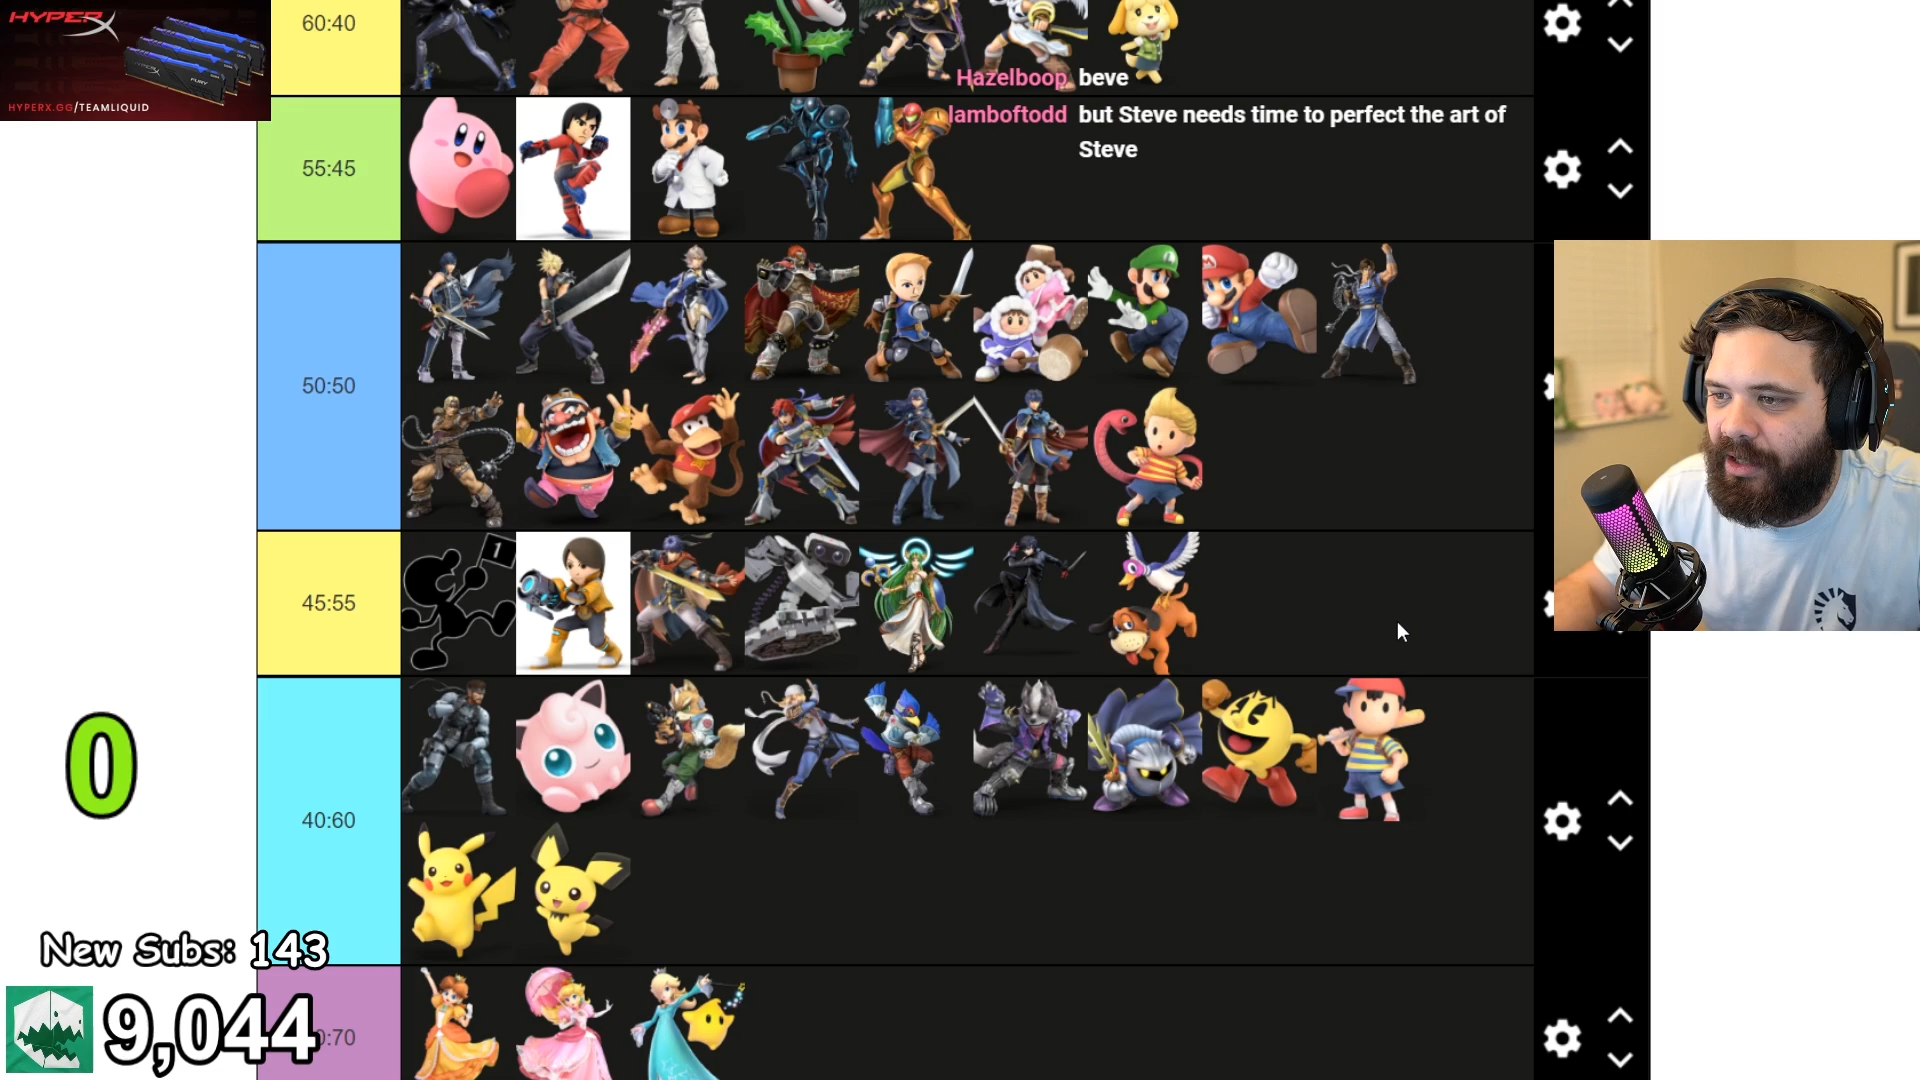 HYPERX
FURY
HYPERX.GG/TEAMLIQUID
60:40
Hazelboop beve
lamboftodd but Steve needs time to perfect the art of
Steve
55:45
50:50
45:55
1
40:60
0
New Subs: 143
9,044
:70